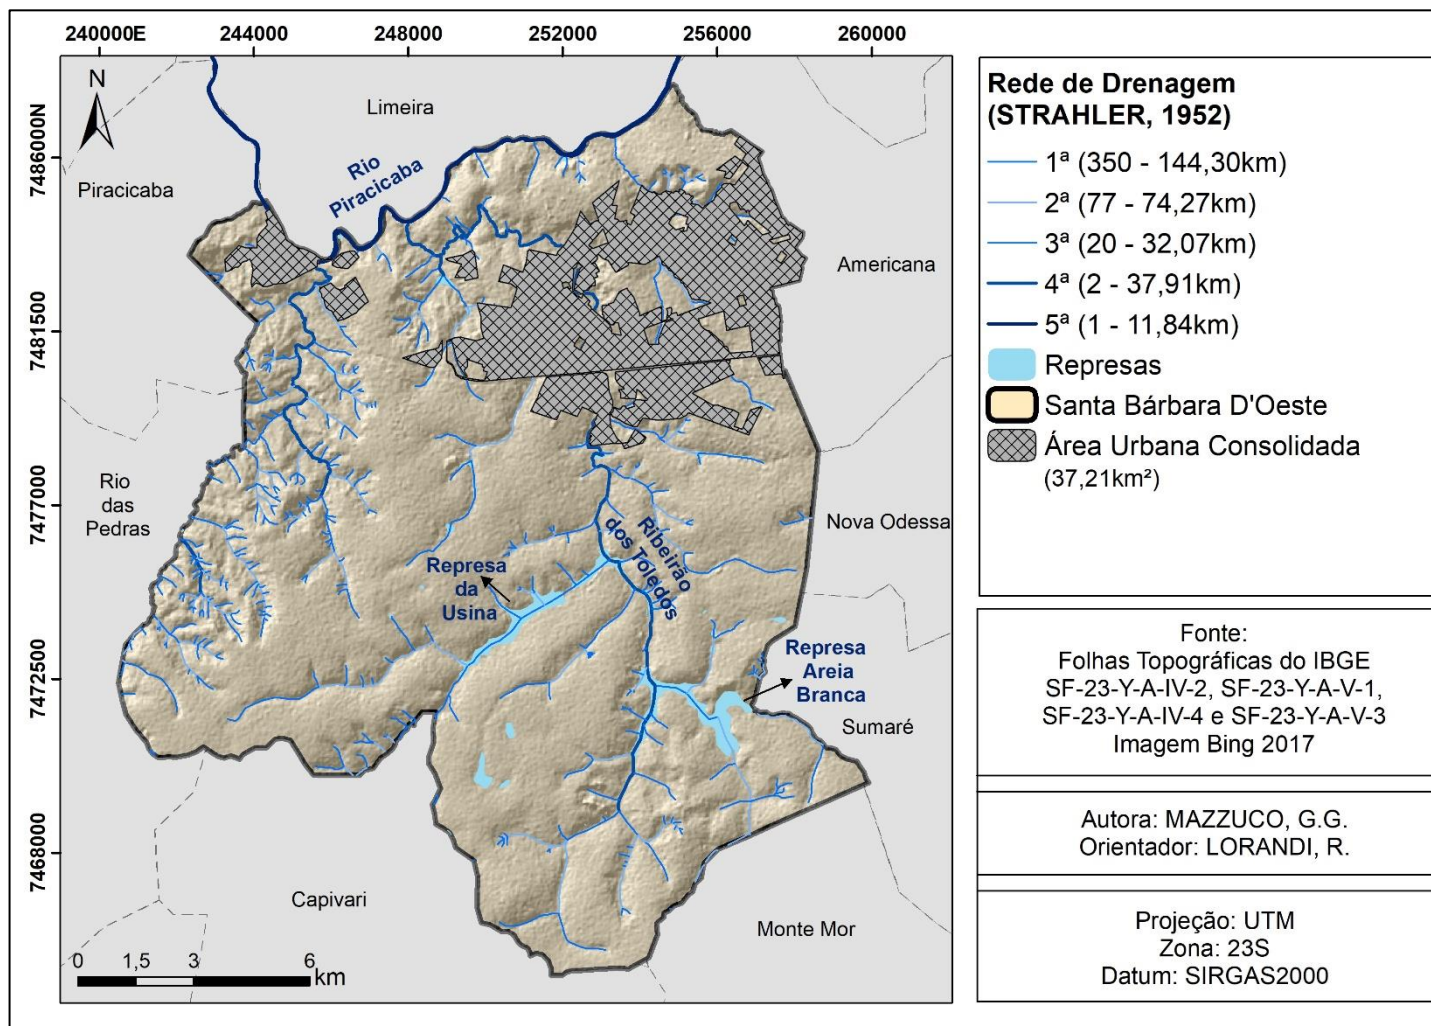 240000E 244000 248000 252000 256000 260000
N
7486000N
7481500
7477000
7472500
7468000
Limeira
Piracicaba
Rio
Piracicaba
Americana
Rio
das
Pedras
Nova Odessa
Ribeirão
dos Toledos
Represa
da
Usina
Represa
Areia
Branca
Sumaré
Capivari
Monte Mor
0 1,5 3 6
km
Rede de Drenagem
(STRAHLER, 1952)
1ª (350 - 144,30km)
2ª (77 - 74,27km)
3ª (20 - 32,07km)
4ª (2 - 37,91km)
5ª (1 - 11,84km)
Represas
Santa Bárbara D'Oeste
Área Urbana Consolidada
(37,21km²)
Fonte:
Folhas Topográficas do IBGE
SF-23-Y-A-IV-2, SF-23-Y-A-V-1,
SF-23-Y-A-IV-4 e SF-23-Y-A-V-3
Imagem Bing 2017
Autora: MAZZUCO, G.G.
Orientador: LORANDI, R.
Projeção: UTM
Zona: 23S
Datum: SIRGAS2000